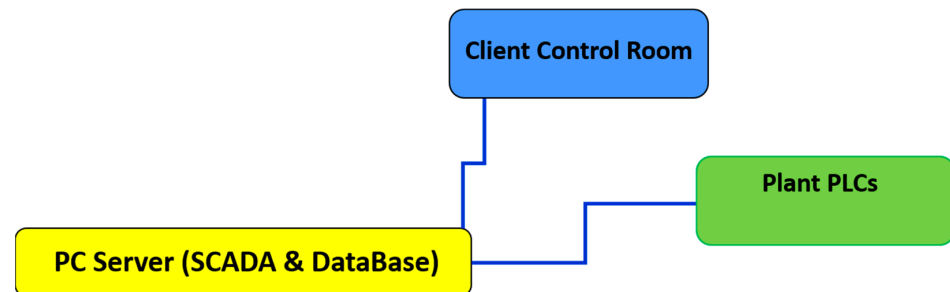 Client Control Room
Plant PLCs
PC Server (SCADA & DataBase)